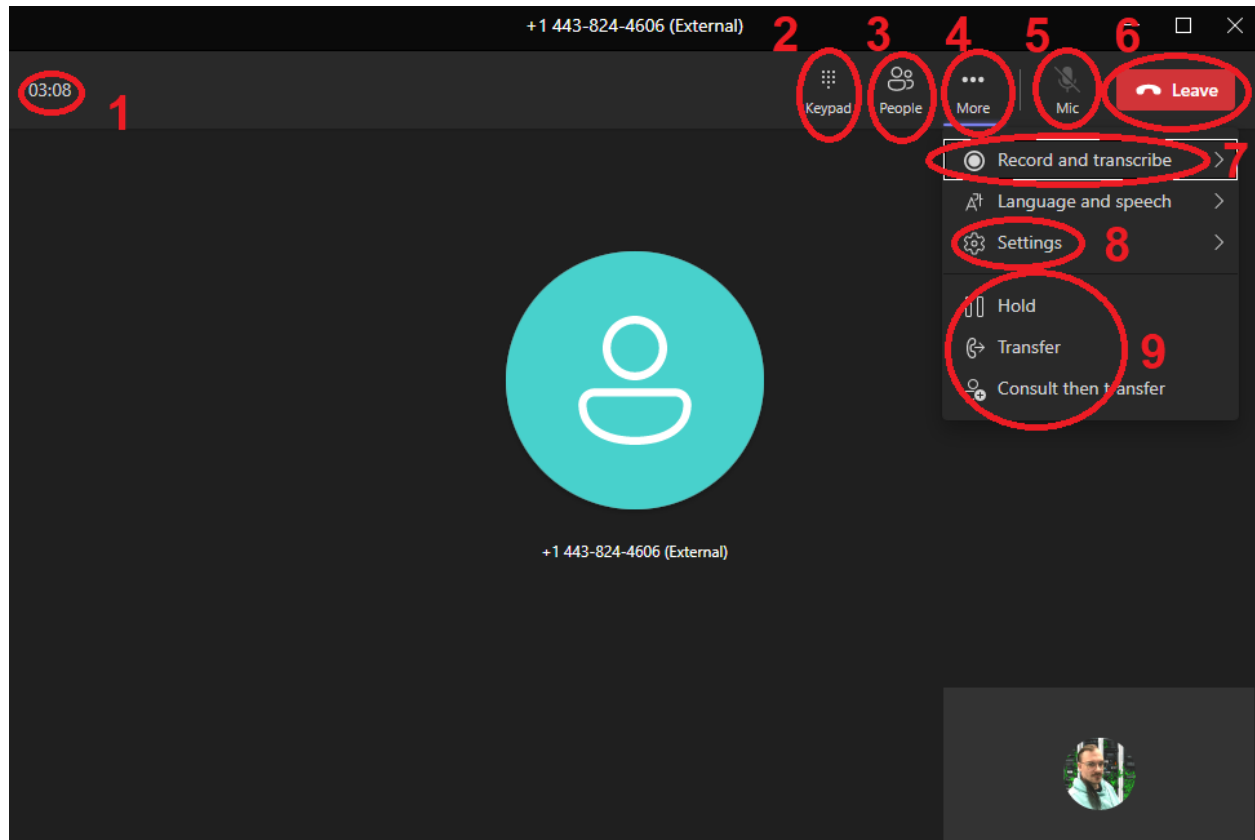 +1 443-824-4606 (External)
2 3 4 5 6
03:08
1
Keypad People More Mic Leave
Record and transcribe
7
Language and speech
Settings
8
Hold
Transfer
9
Consult then transfer
+1 443-824-4606 (External)